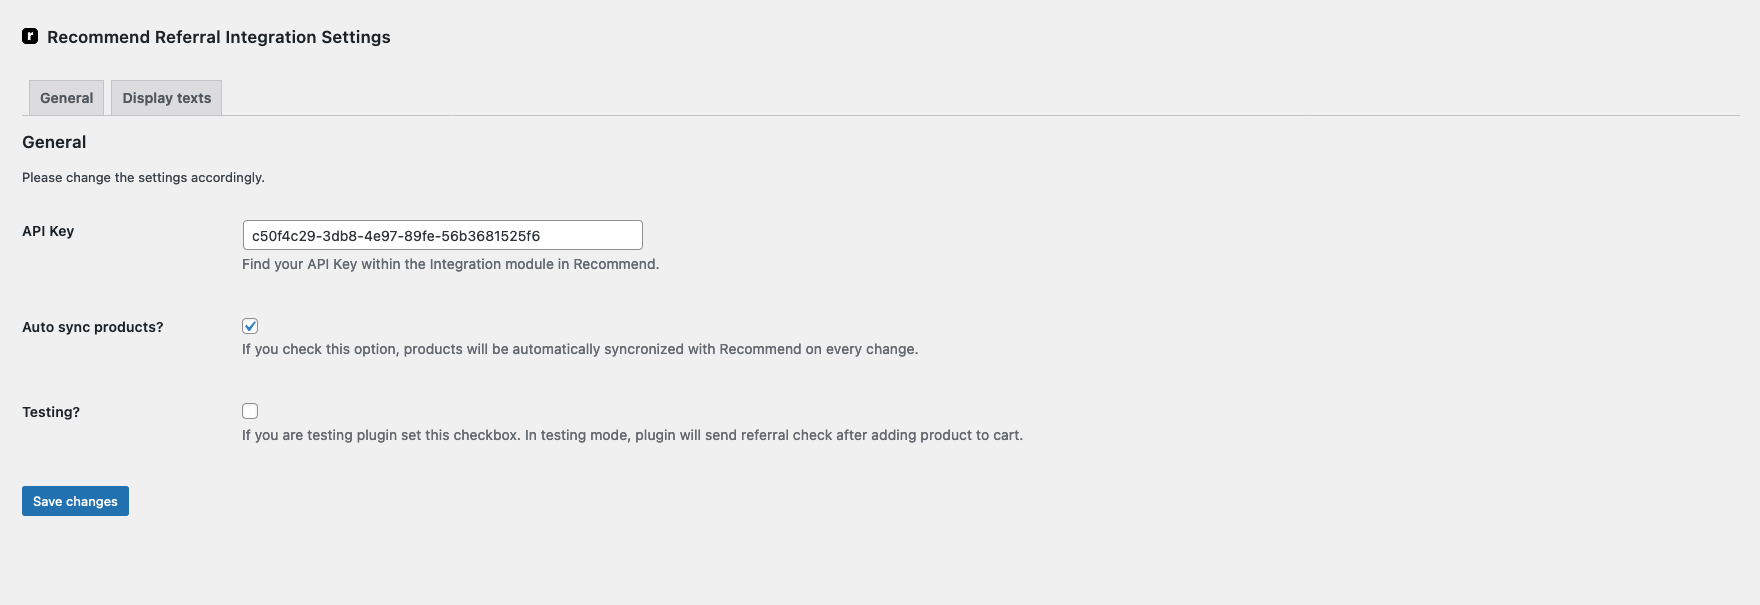 r Recommend Referral Integration Settings
General Display texts
General
Please change the settings accordingly.
API Key c50f4c29-3db8-4e97-89fe-56b3681525f6
Find your API Key within the Integration module in Recommend.
Auto sync products?
If you check this option, products will be automatically syncronized with Recommend on every change.
Testing?
If you are testing plugin set this checkbox. In testing mode, plugin will send referral check after adding product to cart.
Save changes